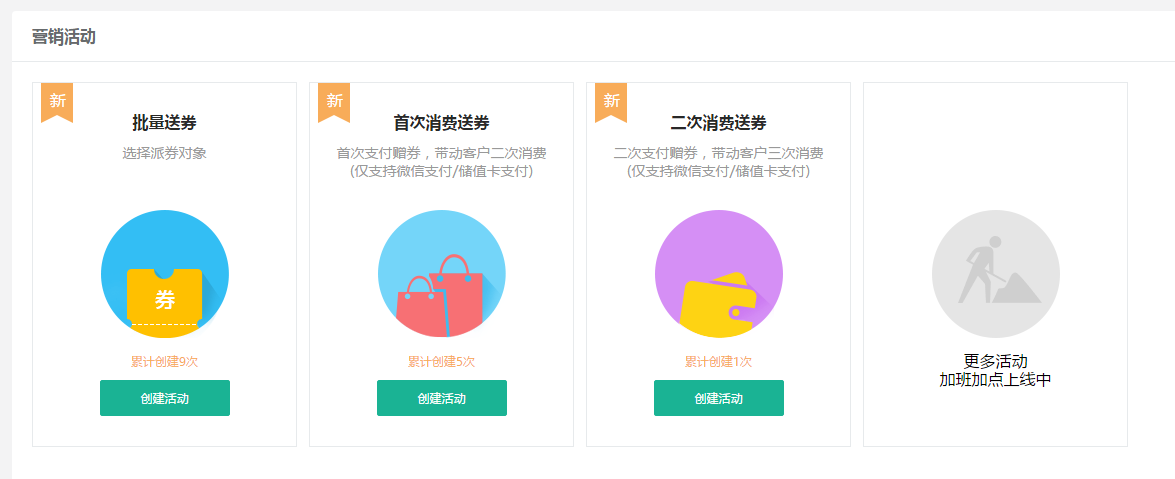 营销活动
新
批量送券
选择派券对象
券
累计创建9次
创建活动
新
首次消费送券
首次支付赠券，带动客户二次消费
(仅支持微信支付/储值卡支付)
累计创建5次
创建活动
新
二次消费送券
二次支付赠券，带动客户三次消费
(仅支持微信支付/储值卡支付)
累计创建1次
创建活动
更多活动
加班加点上线中